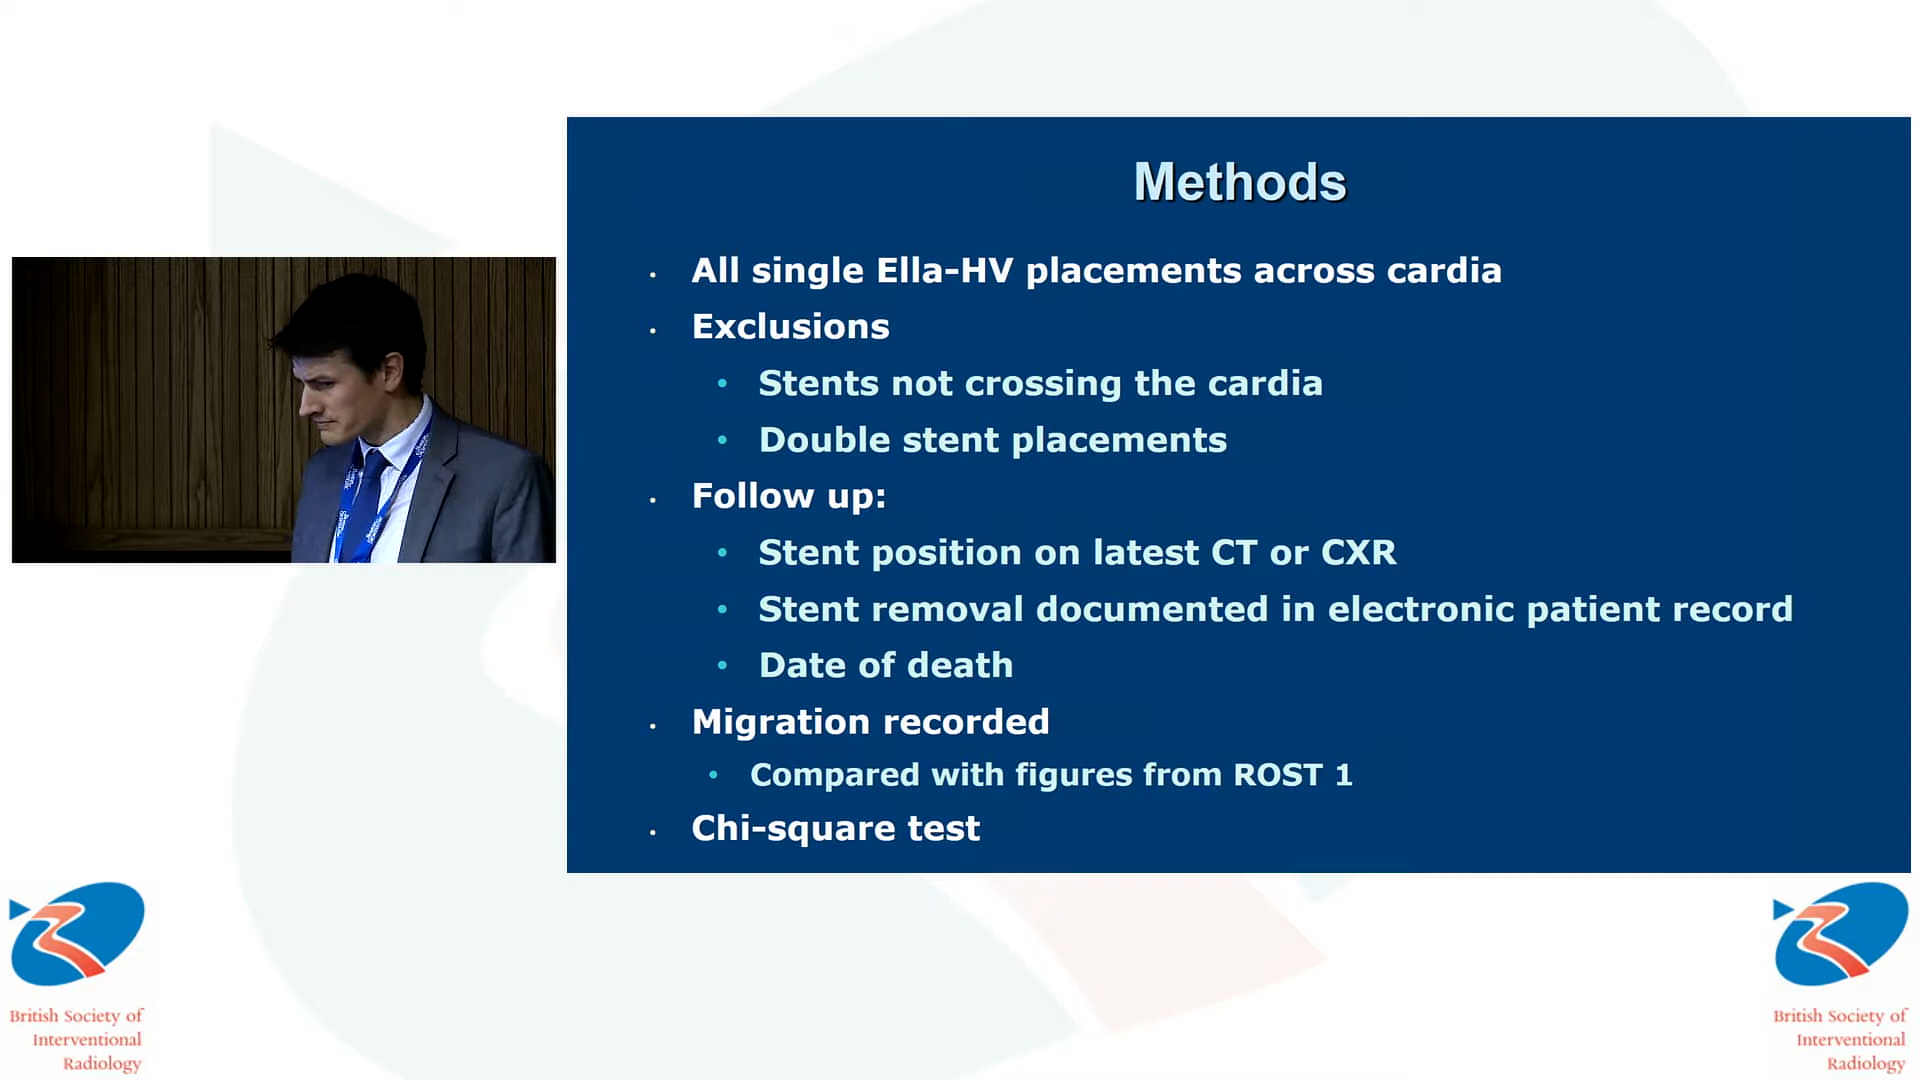 Methods
All single Ella-HV placements across cardia
Exclusions
Stents not crossing the cardia
Double stent placements
Follow up:
Stent position on latest CT or CXR
Stent removal documented in electronic patient record
Date of death
Migration recorded
Compared with figures from ROST 1
Chi-square test
British Society of
Interventional
Radiology
British Society of
Interventional
Radiology